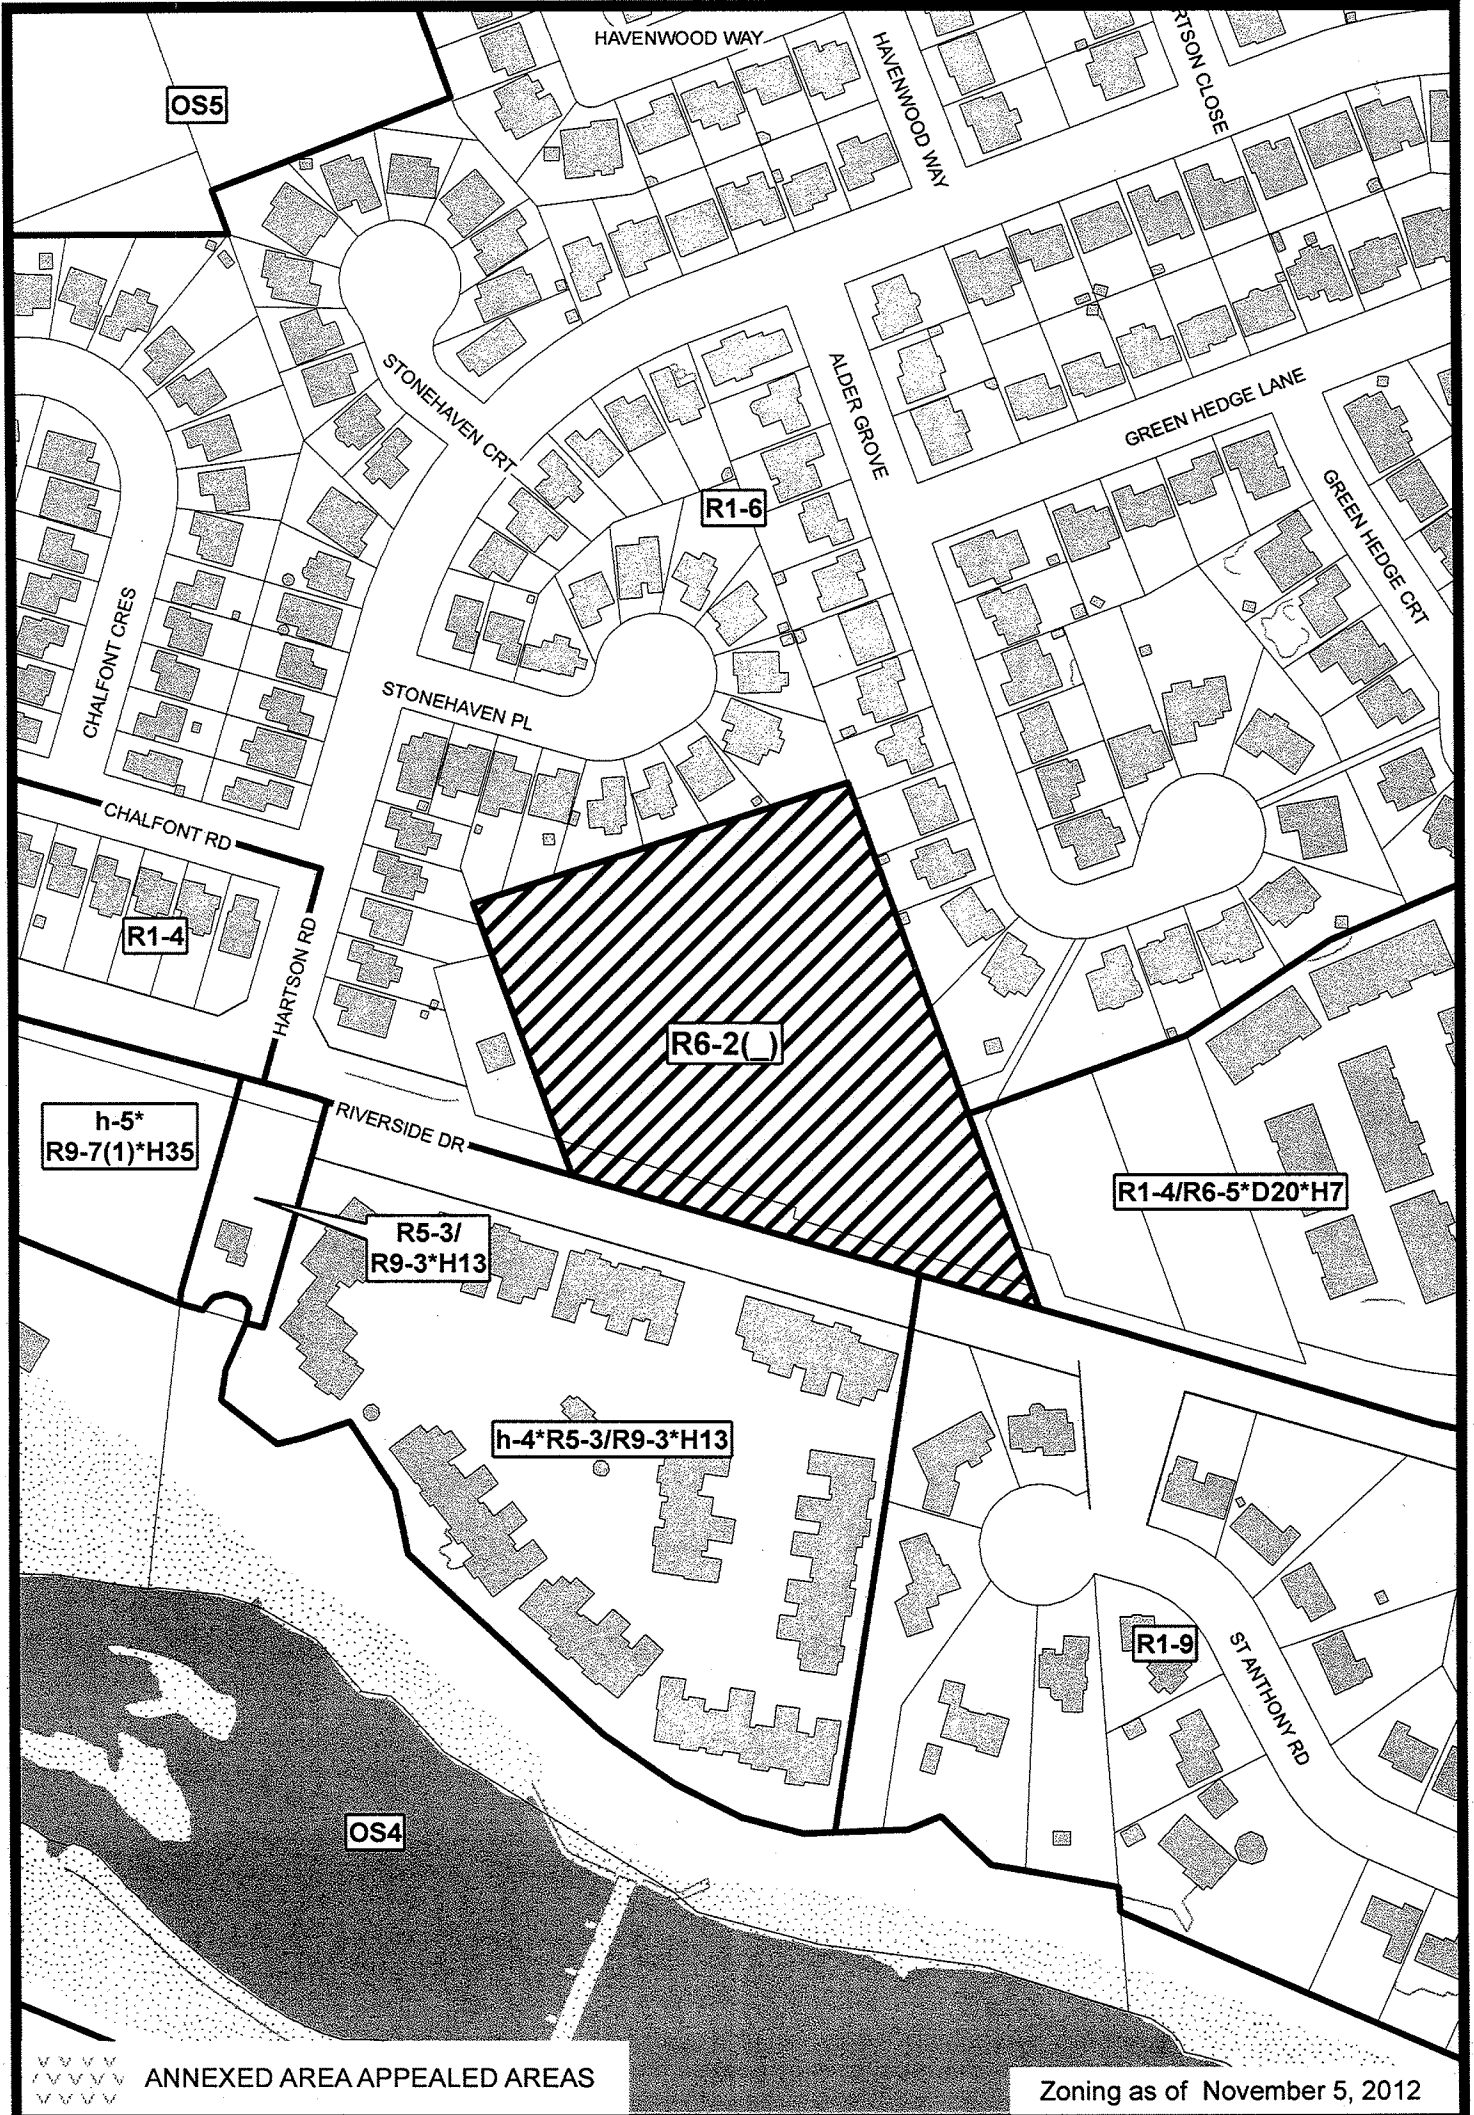 HAVENWOOD WAY
HAVENWOOD WAY
RTSON CLOSE
OS5
STONEHAVEN CRT
ALDER GROVE
GREEN HEDGE LANE
GREEN HEDGE CRT
R1-6
CHALFONT CRES
STONEHAVEN PL
CHALFONT RD
R1-4
HARTSON RD
R6-2(_)
h-5*
R9-7(1)*H35
RIVERSIDE DR
R1-4/R6-5*D20*H7
R5-3/
R9-3*H13
h-4*R5-3/R9-3*H13
R1-9
ST ANTHONY RD
OS4
ANNEXED AREA APPEALED AREAS
Zoning as of November 5, 2012